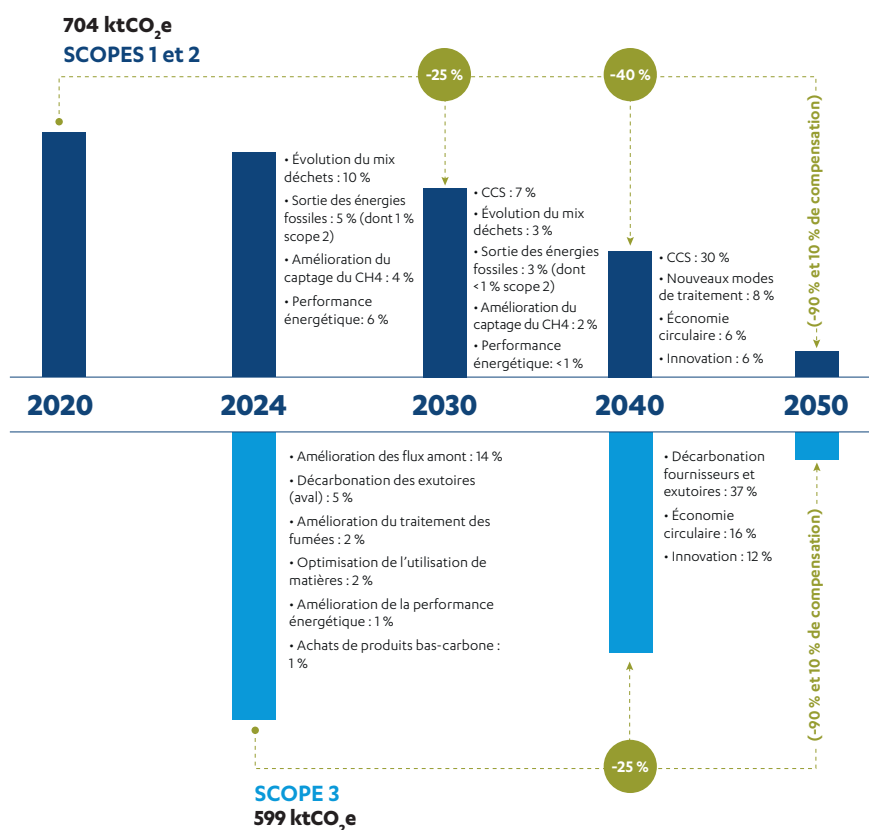 704 ktCO₂e
SCOPES 1 et 2
-25 %
-40 %
• Évolution du mix
déchets : 10 %
• Sortie des énergies
fossiles : 5 % (dont 1 %
scope 2)
• Amélioration du
captage du CH4 : 4 %
• Performance
énergétique: 6 %
• CCS : 7 %
• Évolution du mix
déchets : 3 %
• Sortie des énergies
fossiles : 3 % (dont
<1 % scope 2)
• Amélioration du
captage du CH4 : 2 %
• Performance
énergétique: <1 %
• CCS : 30 %
• Nouveaux modes
de traitement : 8 %
• Économie
circulaire : 6 %
• Innovation : 6 %
(-90 % et 10 % de compensation)
2020
2024
2030
2040
2050
• Amélioration des flux amont : 14 %
• Décarbonation des exutoires
(aval) : 5 %
• Amélioration du traitement des
fumées : 2 %
• Optimisation de l'utilisation de
matières : 2 %
• Amélioration de la performance
énergétique : 1 %
• Achats de produits bas-carbone :
1 %
• Décarbonation
fournisseurs et
exutoires : 37 %
• Économie
circulaire : 16 %
• Innovation : 12 %
(-90 % et 10 % de compensation)
-25 %
SCOPE 3
599 ktCO₂e